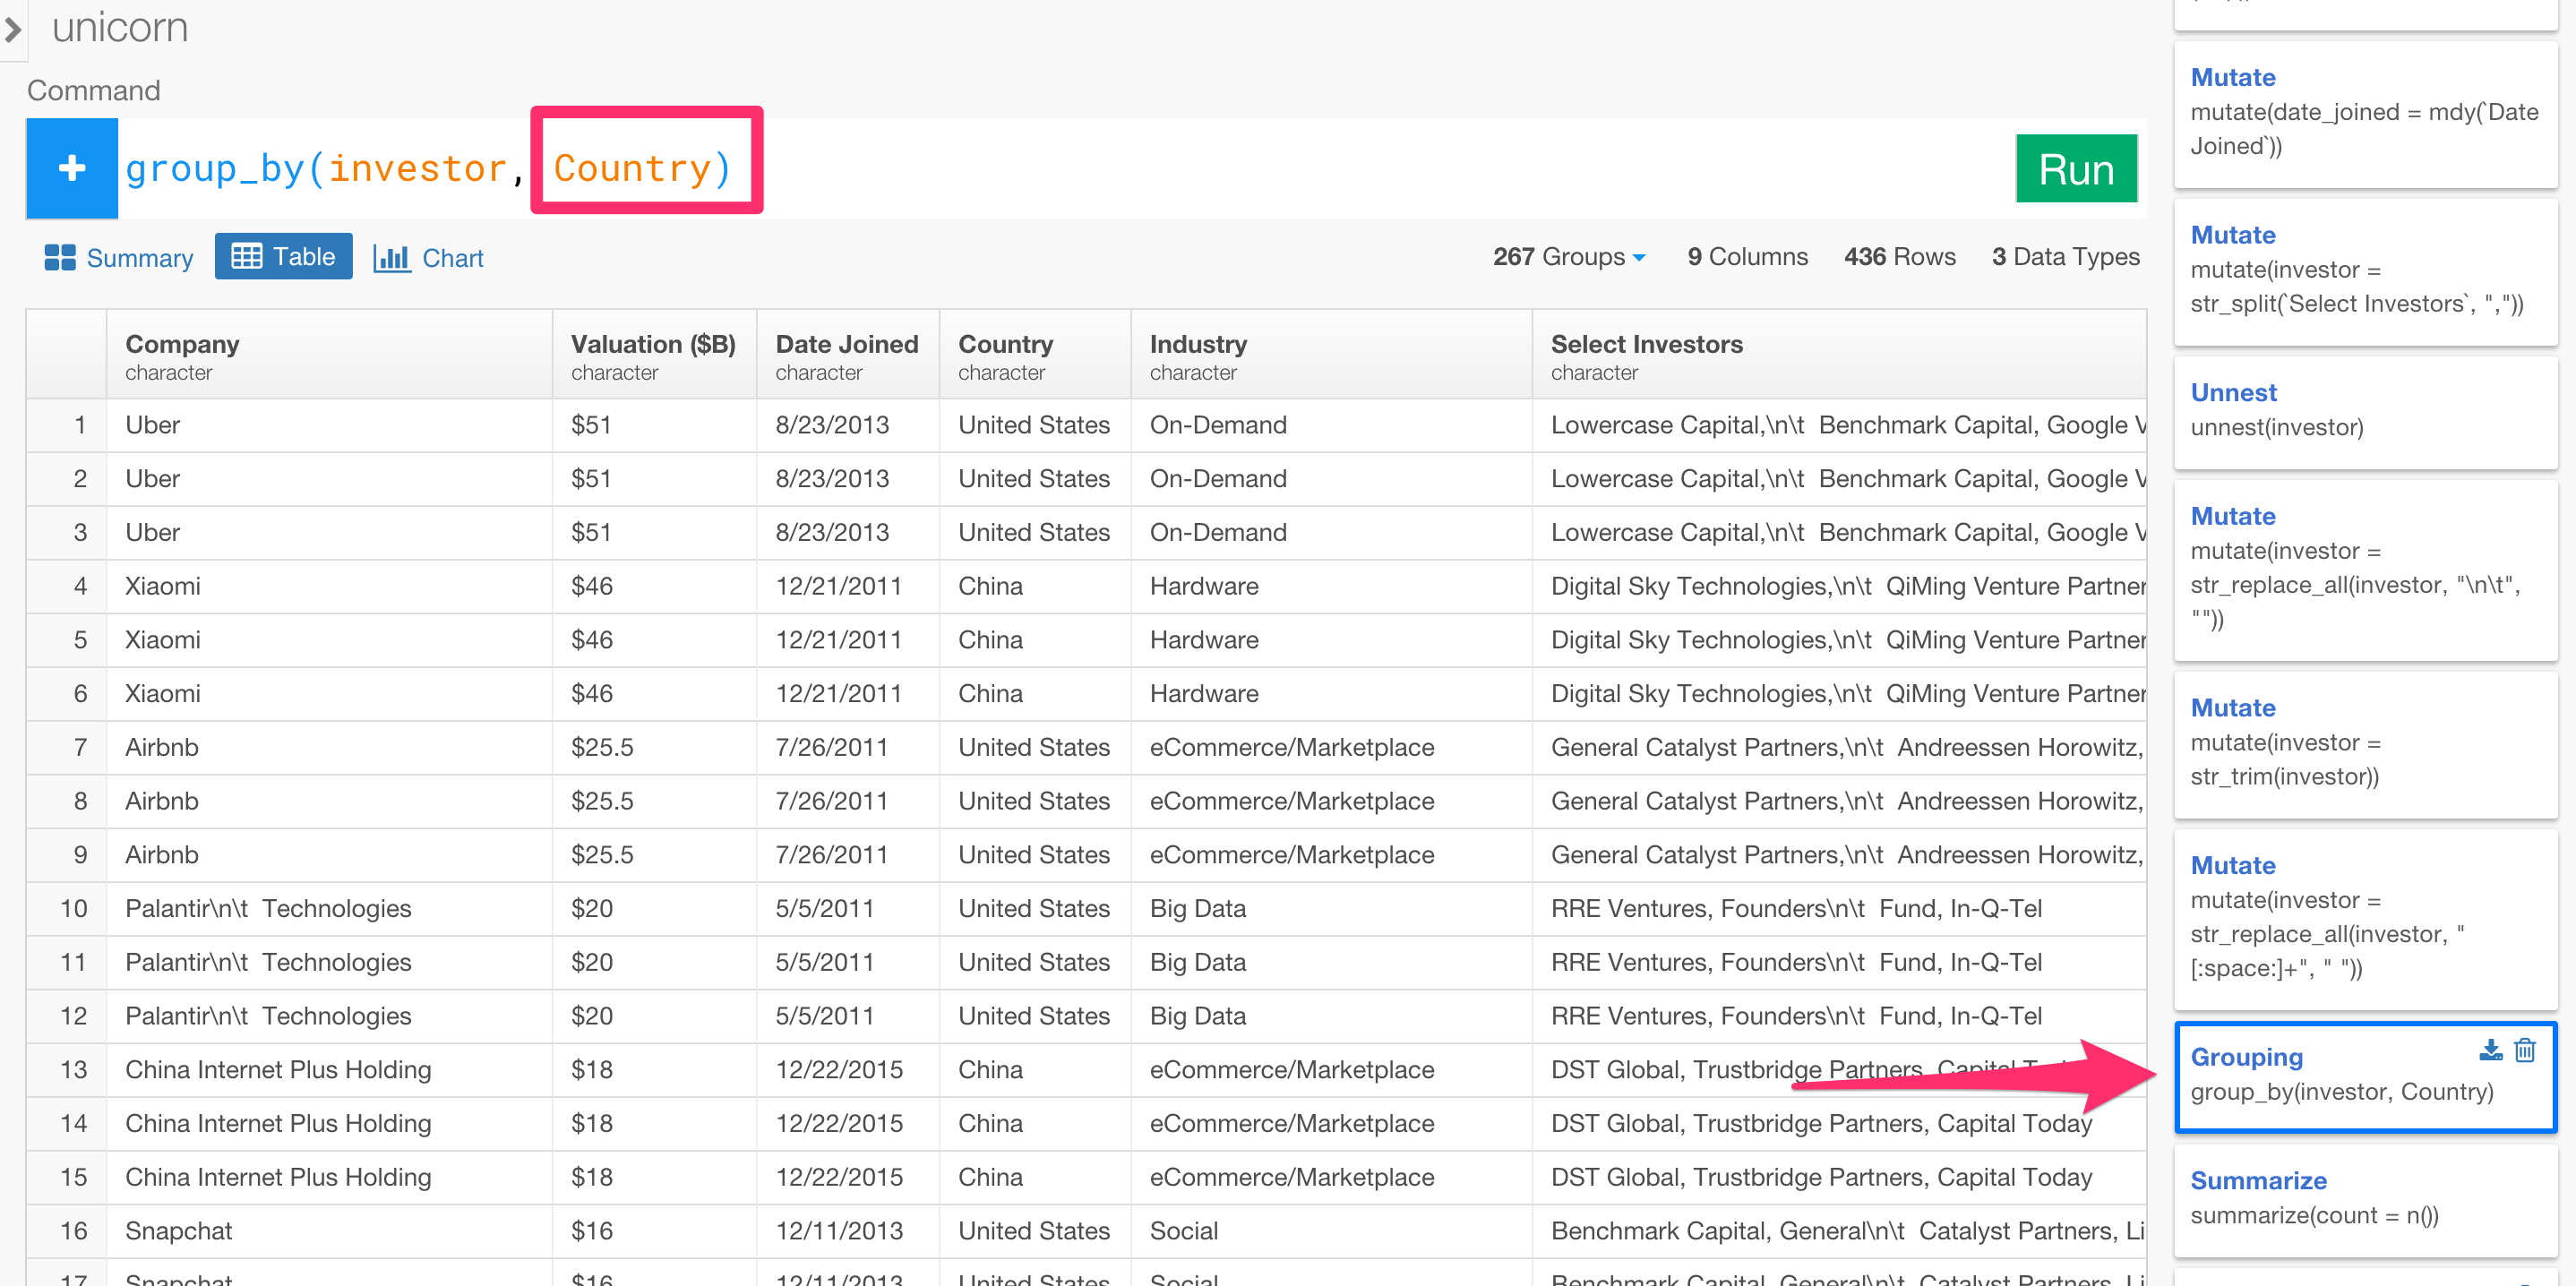 unicorn
Command
+ group_by(investor, Country)
Run
Summary Table Chart
267 Groups 9 Columns 436 Rows 3 Data Types
Company Valuation ($B) Date Joined Country Industry Select Investors
character character character character character character
1 Uber $51 8/23/2013 United States On-Demand Lowercase Capital,\n\t Benchmark Capital, Google V
2 Uber $51 8/23/2013 United States On-Demand Lowercase Capital,\n\t Benchmark Capital, Google V
3 Uber $51 8/23/2013 United States On-Demand Lowercase Capital,\n\t Benchmark Capital, Google V
4 Xiaomi $46 12/21/2011 China Hardware Digital Sky Technologies,\n\t QiMing Venture Partner
5 Xiaomi $46 12/21/2011 China Hardware Digital Sky Technologies,\n\t QiMing Venture Partner
6 Xiaomi $46 12/21/2011 China Hardware Digital Sky Technologies,\n\t QiMing Venture Partner
7 Airbnb $25.5 7/26/2011 United States eCommerce/Marketplace General Catalyst Partners,\n\t Andreessen Horowitz,
8 Airbnb $25.5 7/26/2011 United States eCommerce/Marketplace General Catalyst Partners,\n\t Andreessen Horowitz,
9 Airbnb $25.5 7/26/2011 United States eCommerce/Marketplace General Catalyst Partners,\n\t Andreessen Horowitz,
10 Palantir\n\t Technologies $20 5/5/2011 United States Big Data RRE Ventures, Founders\n\t Fund, In-Q-Tel
11 Palantir\n\t Technologies $20 5/5/2011 United States Big Data RRE Ventures, Founders\n\t Fund, In-Q-Tel
12 Palantir\n\t Technologies $20 5/5/2011 United States Big Data RRE Ventures, Founders\n\t Fund, In-Q-Tel
13 China Internet Plus Holding $18 12/22/2015 China eCommerce/Marketplace DST Global, Trustbridge Partners, Capital
14 China Internet Plus Holding $18 12/22/2015 China eCommerce/Marketplace DST Global, Trustbridge Partners, Capital Today
15 China Internet Plus Holding $18 12/22/2015 China eCommerce/Marketplace DST Global, Trustbridge Partners, Capital Today
16 Snapchat $16 12/11/2013 United States Social Benchmark Capital, General\n\t Catalyst Partners, Li
17 Snapchat $16 12/11/2013 United States Social Benchmark Capital, General\n\t Catalyst Partners, Li
Mutate
mutate(date_joined = mdy(`Date
Joined`))
Mutate
mutate(investor =
str_split(`Select Investors`, ","))
Unnest
unnest(investor)
Mutate
mutate(investor =
str_replace_all(investor, "\n\t",
""))
Mutate
mutate(investor =
str_trim(investor))
Mutate
mutate(investor =
str_replace_all(investor, "
[:space:]+", " "))
Grouping
group_by(investor, Country)
Summarize
summarize(count = n())